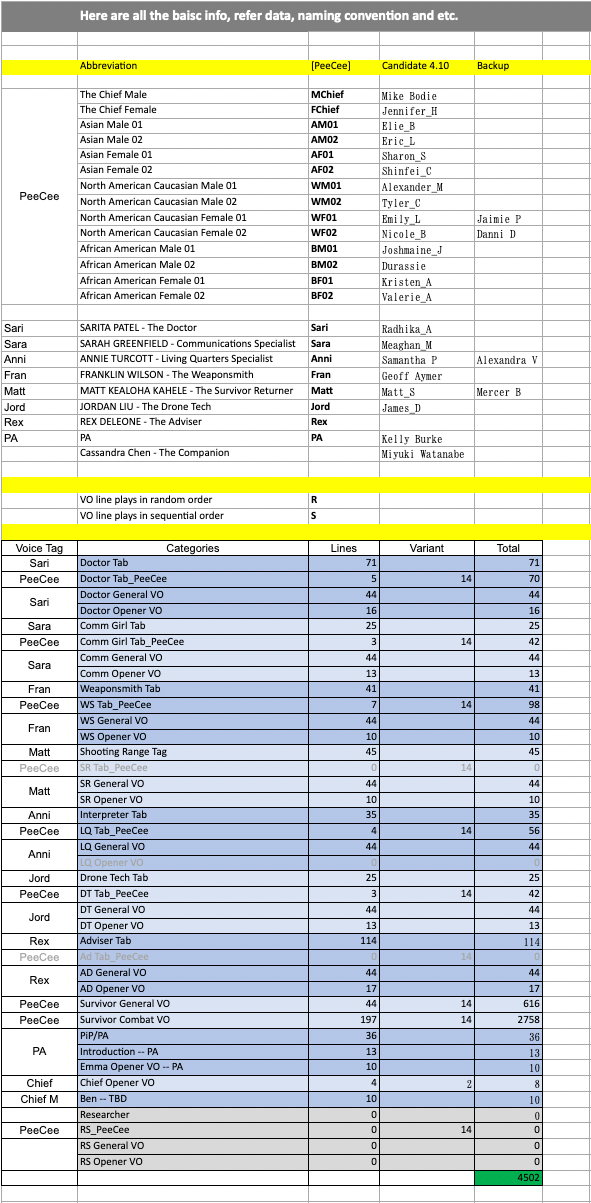 Here are all the baisc info, refer data, naming convention and etc.
Abbreviation [PeeCee] Candidate 4.10 Backup
PeeCee
The Chief Male MChief Mike Bodie
The Chief Female FChief Jennifer_H
Asian Male 01 AM01 Elie_B
Asian Male 02 AM02 Eric_L
Asian Female 01 AF01 Sharon_S
Asian Female 02 AF02 Shinfei_C
North American Caucasian Male 01 WM01 Alexander_M
North American Caucasian Male 02 WM02 Tyler_C
North American Caucasian Female 01 WF01 Emily_L Jaimie P
North American Caucasian Female 02 WF02 Nicole_B Danni D
African American Male 01 BM01 Joshmaine_J
African American Male 02 BM02 Durassie
African American Female 01 BF01 Kristen_A
African American Female 02 BF02 Valerie_A
Sari SARITA PATEL - The Doctor Sari Radhika_A
Sara SARAH GREENFIELD - Communications Specialist Sara Meaghan_M
Anni ANNIE TURCOTT - Living Quarters Specialist Anni Samantha P Alexandra V
Fran FRANKLIN WILSON - The Weaponsmith Fran Geoff Aymer
Matt MATT KEALOHA KAHELE - The Survivor Returner Matt Matt_S Mercer B
Jord JORDAN LIU - The Drone Tech Jord James_D
Rex REX DELEONE - The Adviser Rex
PA PA PA Kelly Burke
Cassandra Chen - The Companion Miyuki Watanabe
VO line plays in random order R
VO line plays in sequential order S
Voice Tag Categories Lines Variant Total
Sari Doctor Tab 71 71
PeeCee Doctor Tab_PeeCee 5 14 70
Sari
Doctor General VO 44 44
Doctor Opener VO 16 16
Sara Comm Girl Tab 25 25
PeeCee Comm Girl Tab_PeeCee 3 14 42
Sara
Comm General VO 44 44
Comm Opener VO 13 13
Fran Weaponsmith Tab 41 41
PeeCee WS Tab_PeeCee 7 14 98
Fran
WS General VO 44 44
WS Opener VO 10 10
Matt Shooting Range Tag 45 45
PeeCee SR Tab_PeeCee 0 14 0
Matt
SR General VO 44 44
SR Opener VO 10 10
Anni Interpreter Tab 35 35
PeeCee LQ Tab_PeeCee 4 14 56
Anni
LQ General VO 44 44
LQ Opener VO 0 0
Jord Drone Tech Tab 25 25
PeeCee DT Tab_PeeCee 3 14 42
Jord
DT General VO 44 44
DT Opener VO 13 13
Rex Adviser Tab 114 114
PeeCee Ad Tab_PeeCee 0 14 0
Rex
AD General VO 44 44
AD Opener VO 17 17
PeeCee Survivor General VO 44 14 616
PeeCee Survivor Combat VO 197 14 2758
PA
PiP/PA 36 36
Introduction -- PA 13 13
Emma Opener VO -- PA 10 10
Chief Chief Opener VO 4 2 8
Chief M Ben -- TBD 10 10
Researcher 0 0
PeeCee RS_PeeCee 0 14 0
RS General VO 0 0
RS Opener VO 0 0
4502